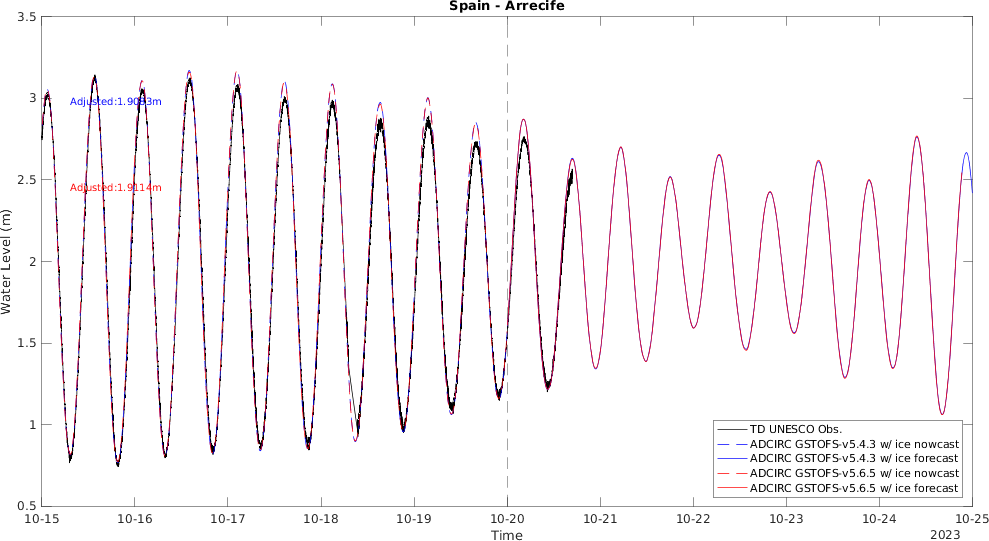 Spain - Arrecife
3.5
3
2.5
2
1.5
1
0.5
Water Level (m)
Adjusted:1.9093m
Adjusted:1.9114m
TD UNESCO Obs.
ADCIRC GSTOFS-v5.4.3 w/ ice nowcast
ADCIRC GSTOFS-v5.4.3 w/ ice forecast
ADCIRC GSTOFS-v5.6.5 w/ ice nowcast
ADCIRC GSTOFS-v5.6.5 w/ ice forecast
10-15 10-16 10-17 10-18 10-19 10-20 10-21 10-22 10-23 10-24 10-25
Time
2023